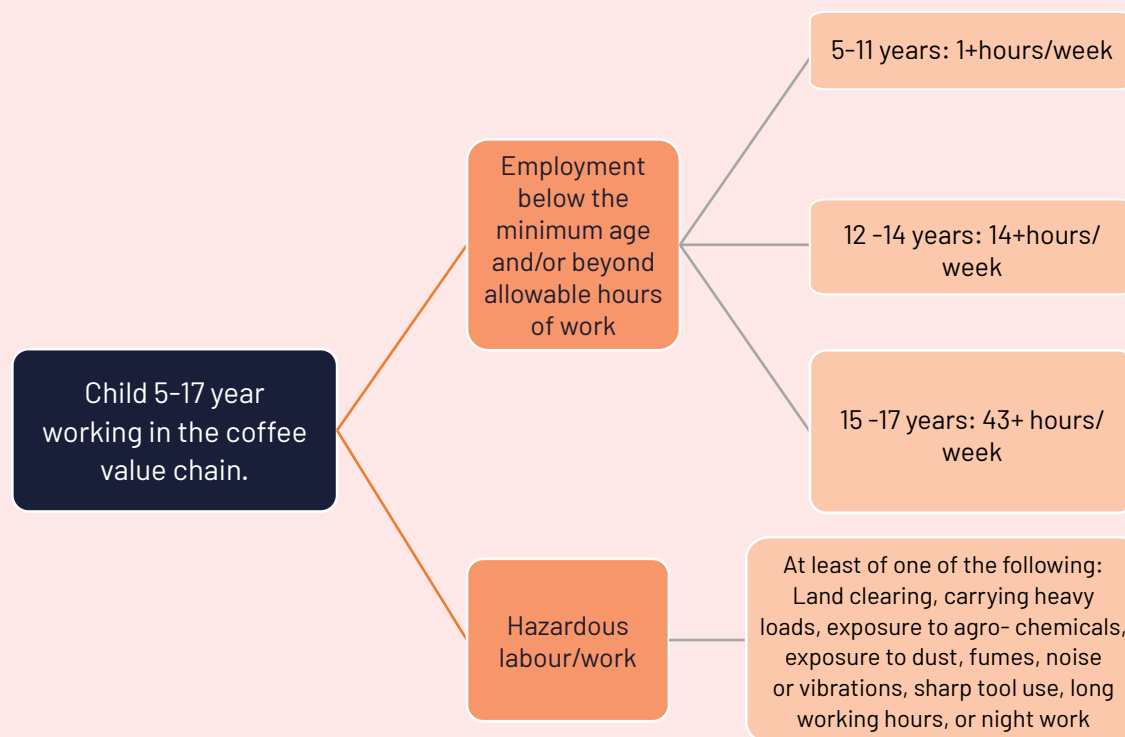 Child 5-17 year
working in the coffee
value chain.
Employment
below the
minimum age
and/or beyond
allowable hours
of work
5-11 years: 1+hours/week
12 -14 years: 14+hours/
week
15 -17 years: 43+ hours/
week
Hazardous
labour/work
At least of one of the following:
Land clearing, carrying heavy
loads, exposure to agro- chemicals,
exposure to dust, fumes, noise
or vibrations, sharp tool use, long
working hours, or night work